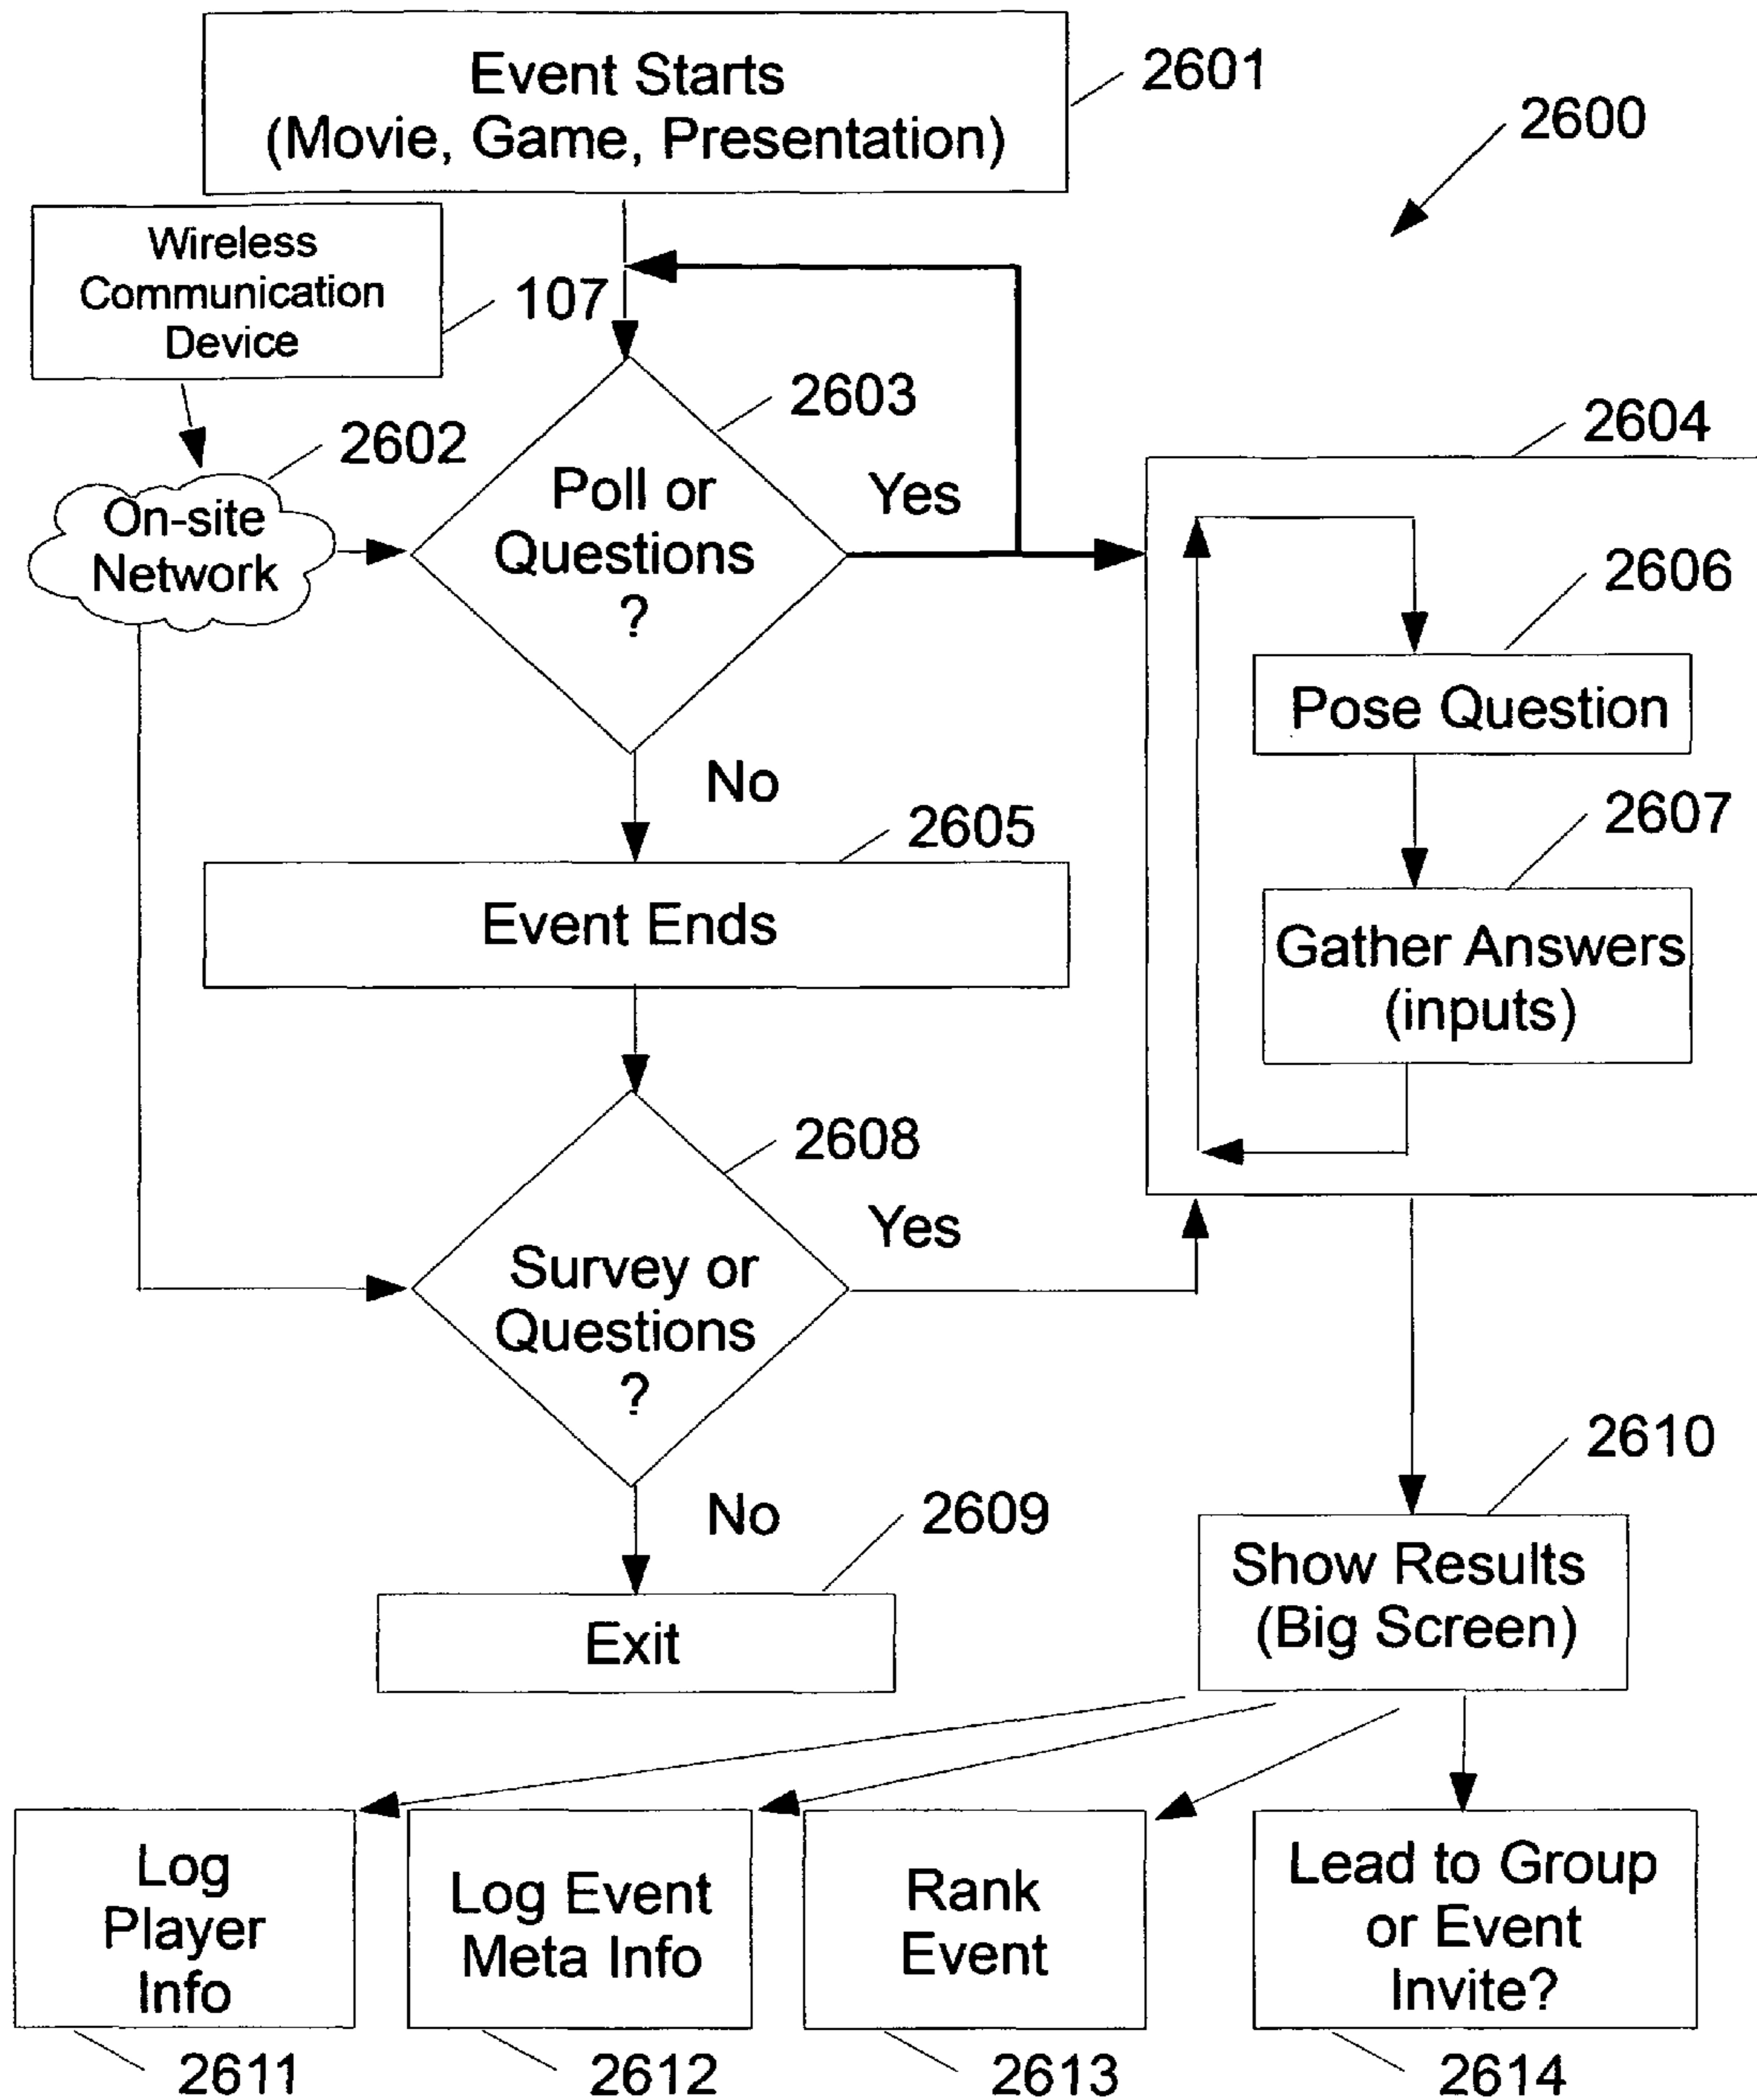 Event Starts
(Movie, Game, Presentation)
2601
2600
Wireless
Communication
Device
107
2602
On-site
Network
2603
Poll or
Questions
?
Yes
2604
2606
Pose Question
2607
Gather Answers
(inputs)
No
2605
Event Ends
2608
Survey or
Questions
?
Yes
No
2609
Exit
2610
Show Results
(Big Screen)
Log
Player
Info
2611
Log Event
Meta Info
2612
Rank
Event
2613
Lead to Group
or Event
Invite?
2614